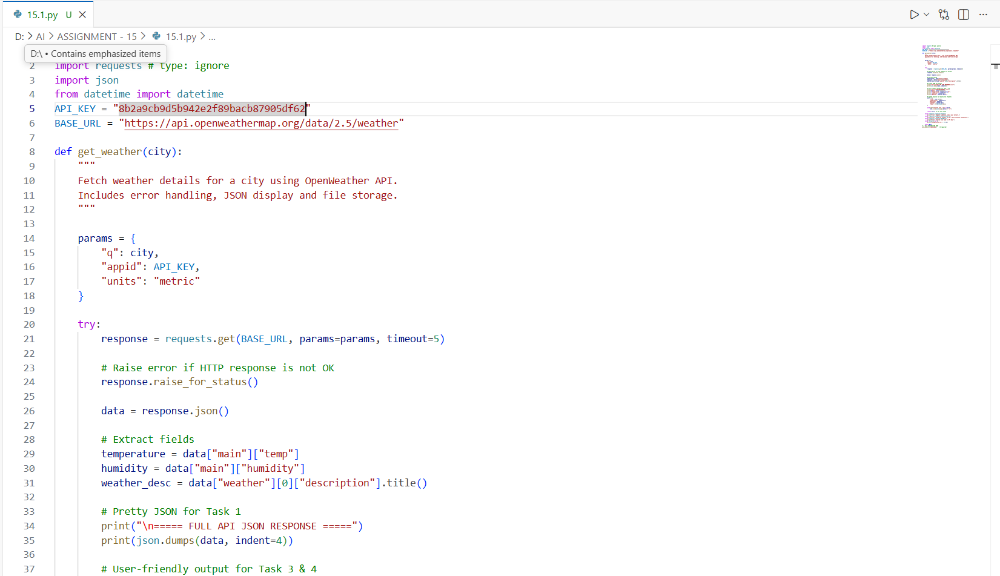 15.1.py U
D: > AI > ASSIGNMENT - 15 > 15.1.py > ...
D:\ • Contains emphasized items
2 import requests # type: ignore
3 import json
4 from datetime import datetime
5 API_KEY = "8b2a9cb9d5b942e2f89bacb87905df62"
6 BASE_URL = "https://api.openweathermap.org/data/2.5/weather"
7
8 def get_weather(city):
9 """
10 Fetch weather details for a city using OpenWeather API.
11 Includes error handling, JSON display and file storage.
12 """
13
14 params = {
15 "q": city,
16 "appid": API_KEY,
17 "units": "metric"
18 }
19
20 try:
21 response = requests.get(BASE_URL, params=params, timeout=5)
22
23 # Raise error if HTTP response is not OK
24 response.raise_for_status()
25
26 data = response.json()
27
28 # Extract fields
29 temperature = data["main"]["temp"]
30 humidity = data["main"]["humidity"]
31 weather_desc = data["weather"][0]["description"].title()
32
33 # Pretty JSON for Task 1
34 print("\n===== FULL API JSON RESPONSE =====")
35 print(json.dumps(data, indent=4))
36
37 # User-friendly output for Task 3 & 4